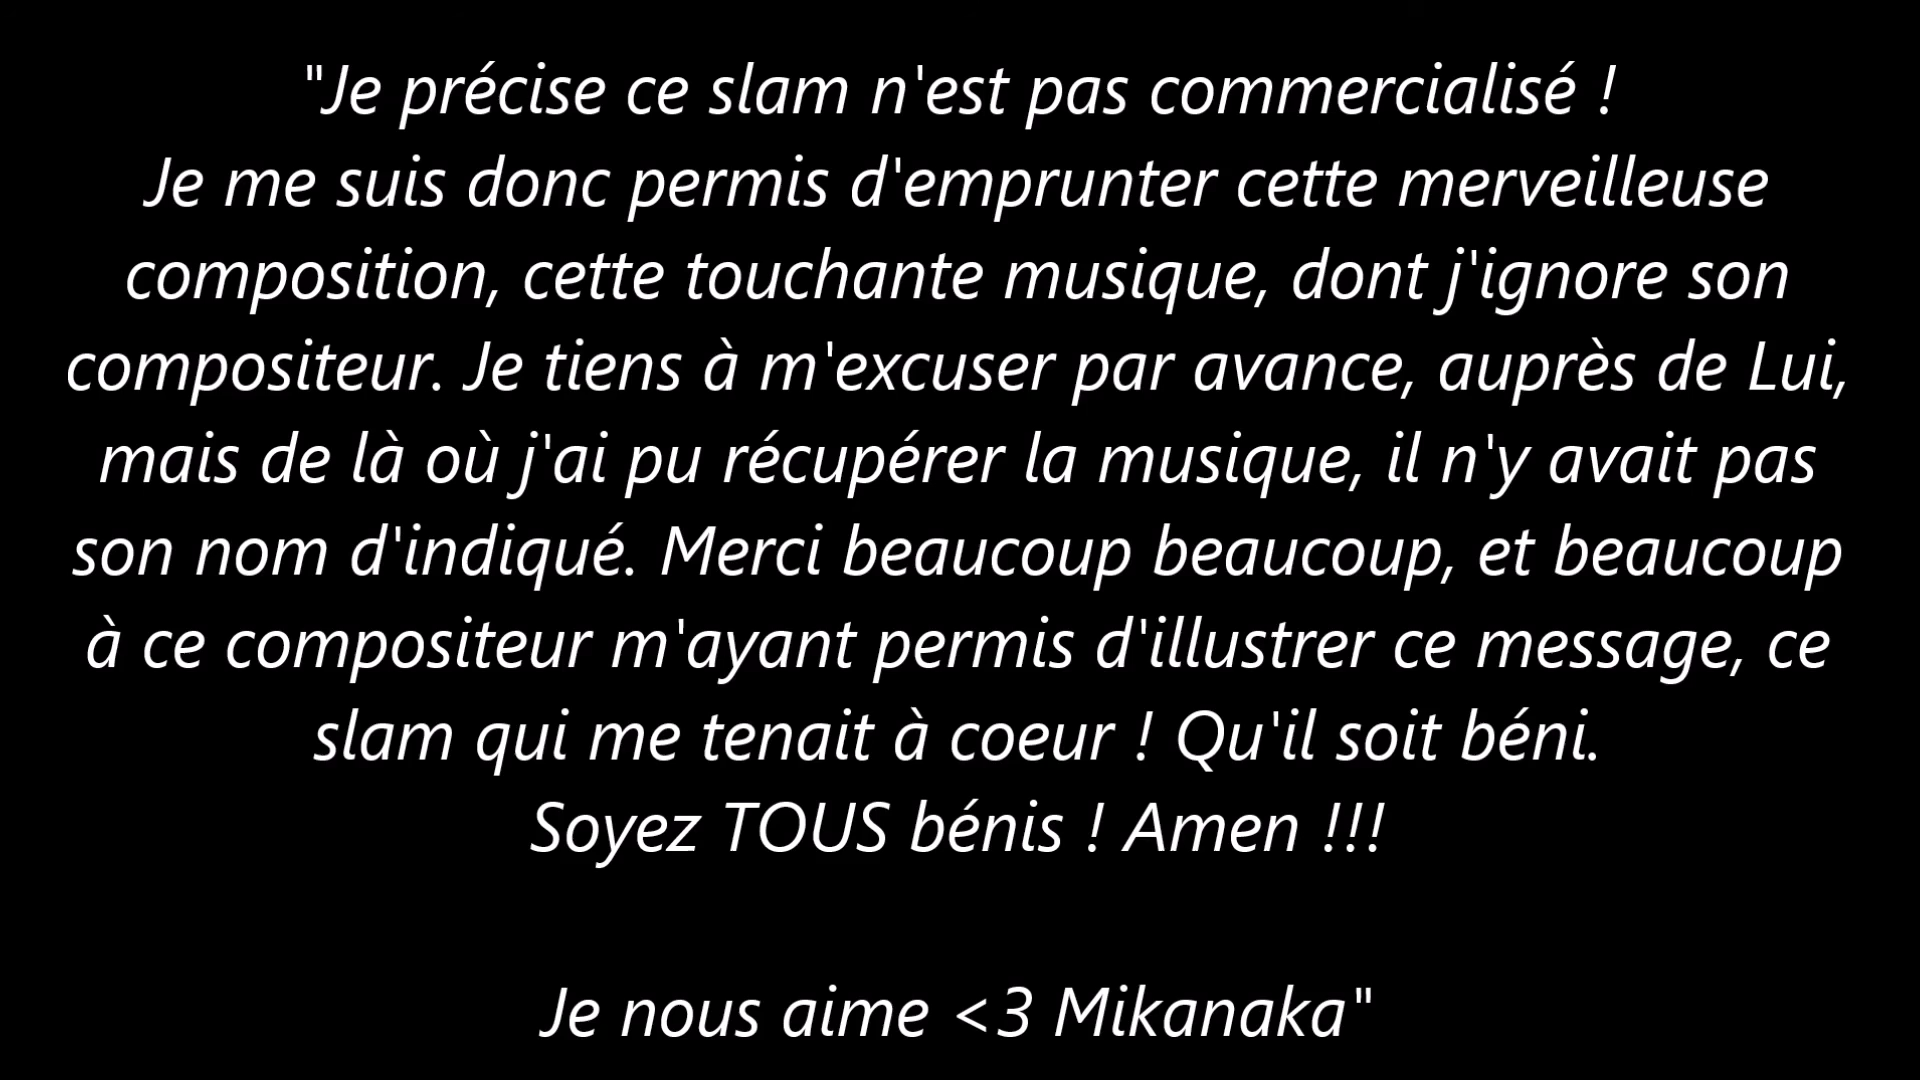 "Je précise ce slam n'est pas commercialisé !
Je me suis donc permis d'emprunter cette merveilleuse
composition, cette touchante musique, dont j'ignore son
compositeur. Je tiens à m'excuser par avance, auprès de Lui,
mais de là où j'ai pu récupérer la musique, il n'y avait pas
son nom d'indiqué. Merci beaucoup beaucoup, et beaucoup
à ce compositeur m'ayant permis d'illustrer ce message, ce
slam qui me tenait à coeur ! Qu'il soit béni.
Soyez TOUS bénis ! Amen !!!
Je nous aime <3 Mikanaka"